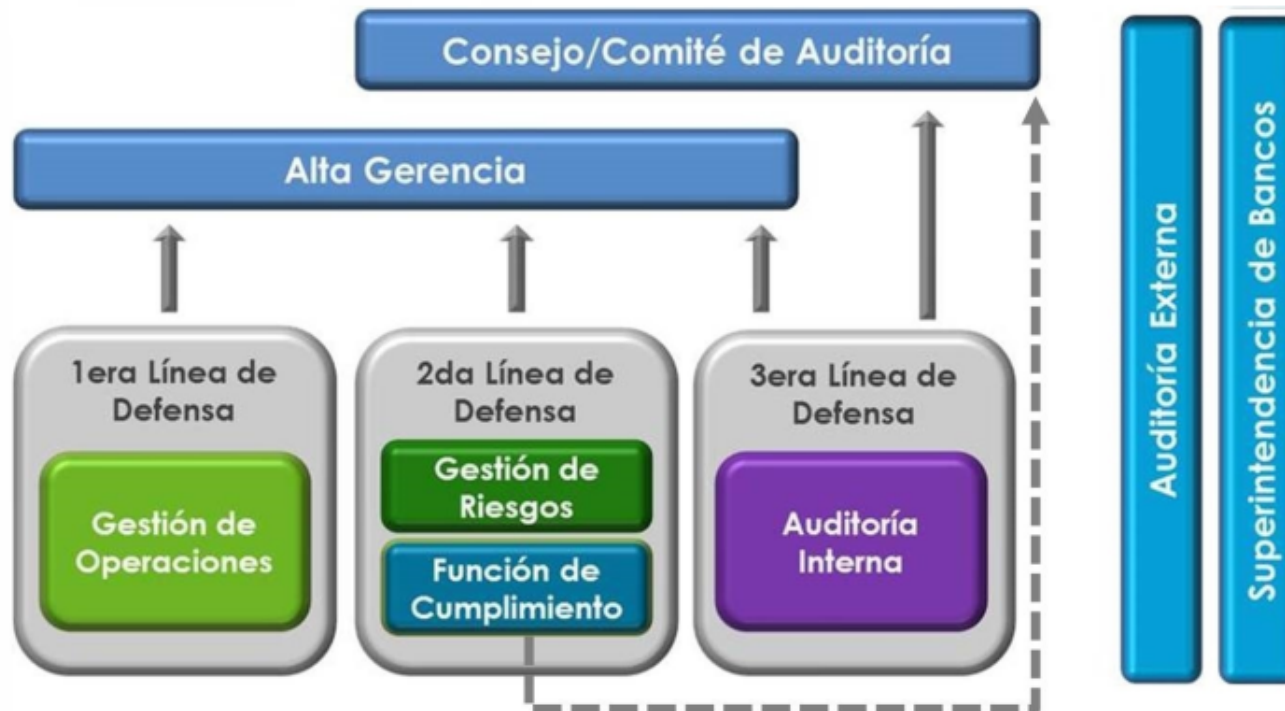 Consejo/Comité de Auditoría
Alta Gerencia
1era Línea de
Defensa
Gestión de
Operaciones
2da Línea de
Defensa
Gestión de
Riesgos
Función de
Cumplimiento
3era Línea de
Defensa
Auditoría
Interna
Auditoría Externa
Superintendencia de Bancos